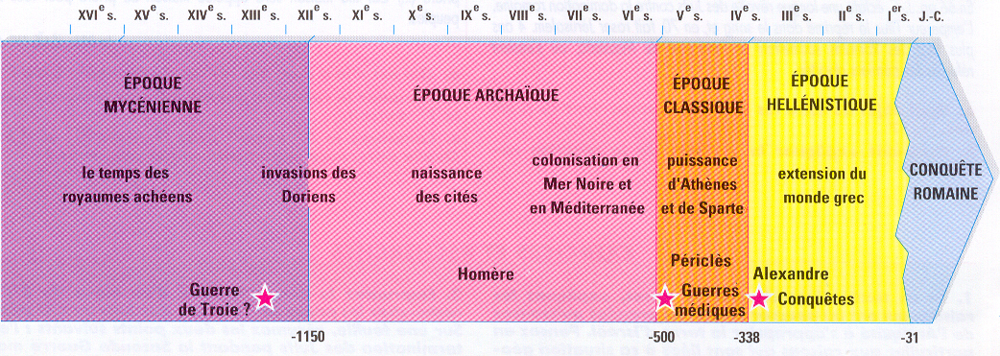 XVIe s. XVe s. XIVe s. XIIIe s. XIIe s. XIe s. Xe s. IXe s. VIIIe s. VIIe s. VIe s. Ve s. IVe s. IIIe s. IIe s. Ier s. J.-C.
ÉPOQUE
MYCÉNIENNE
le temps des
royaumes achéens
invasions des
Doriens
Guerre
de Troie ?
ÉPOQUE ARCHAÏQUE
naissance
des cités
colonisation en
Mer Noire et
en Méditerranée
Homère
ÉPOQUE
CLASSIQUE
puissance
d'Athènes
et de Sparte
Périclès
Guerres
médiques
ÉPOQUE
HELLÉNISTIQUE
extension du
monde grec
Alexandre
Conquêtes
CONQUÊTE
ROMAINE
-1150 -500 -338 -31